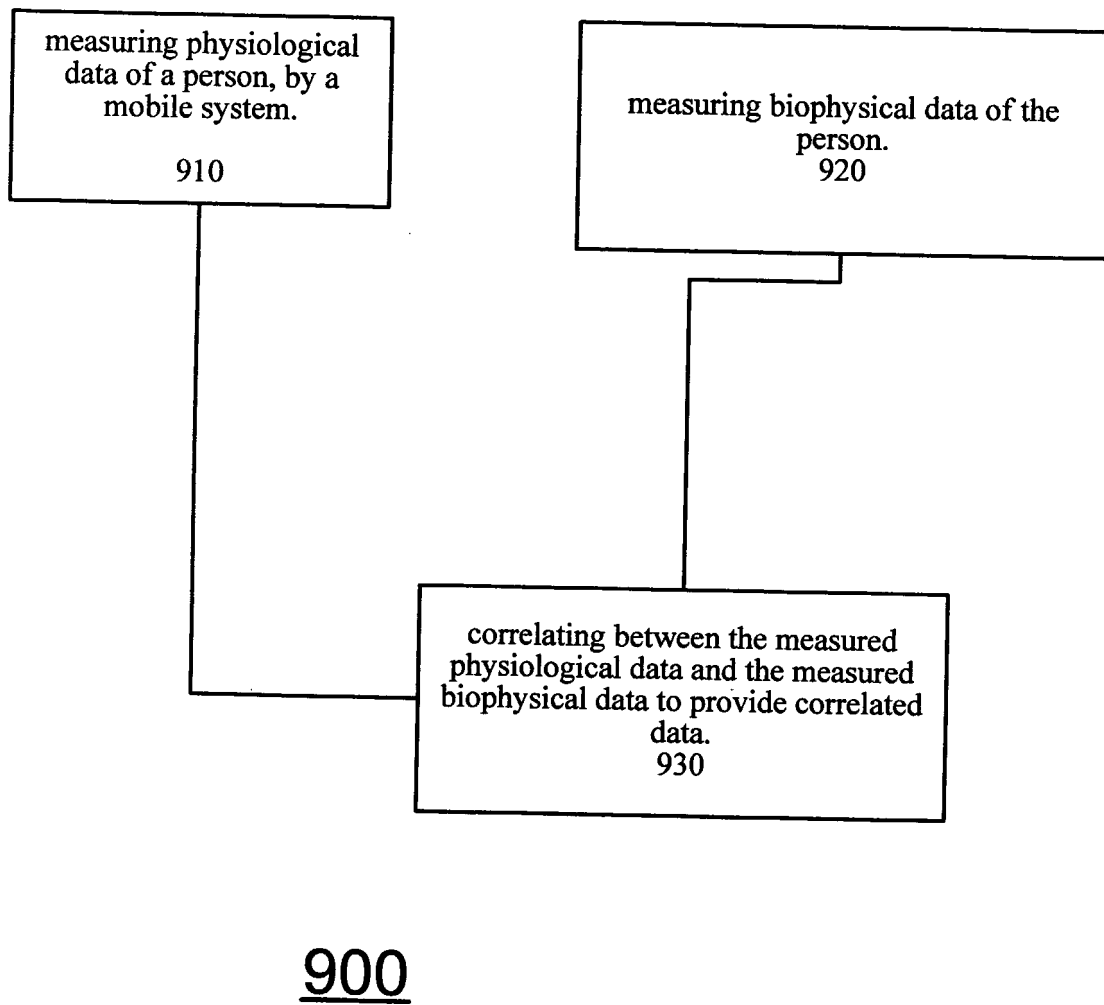 measuring physiological
data of a person, by a
mobile system.
910
measuring biophysical data of the
person.
920
correlating between the measured
physiological data and the measured
biophysical data to provide correlated
data.
930
900